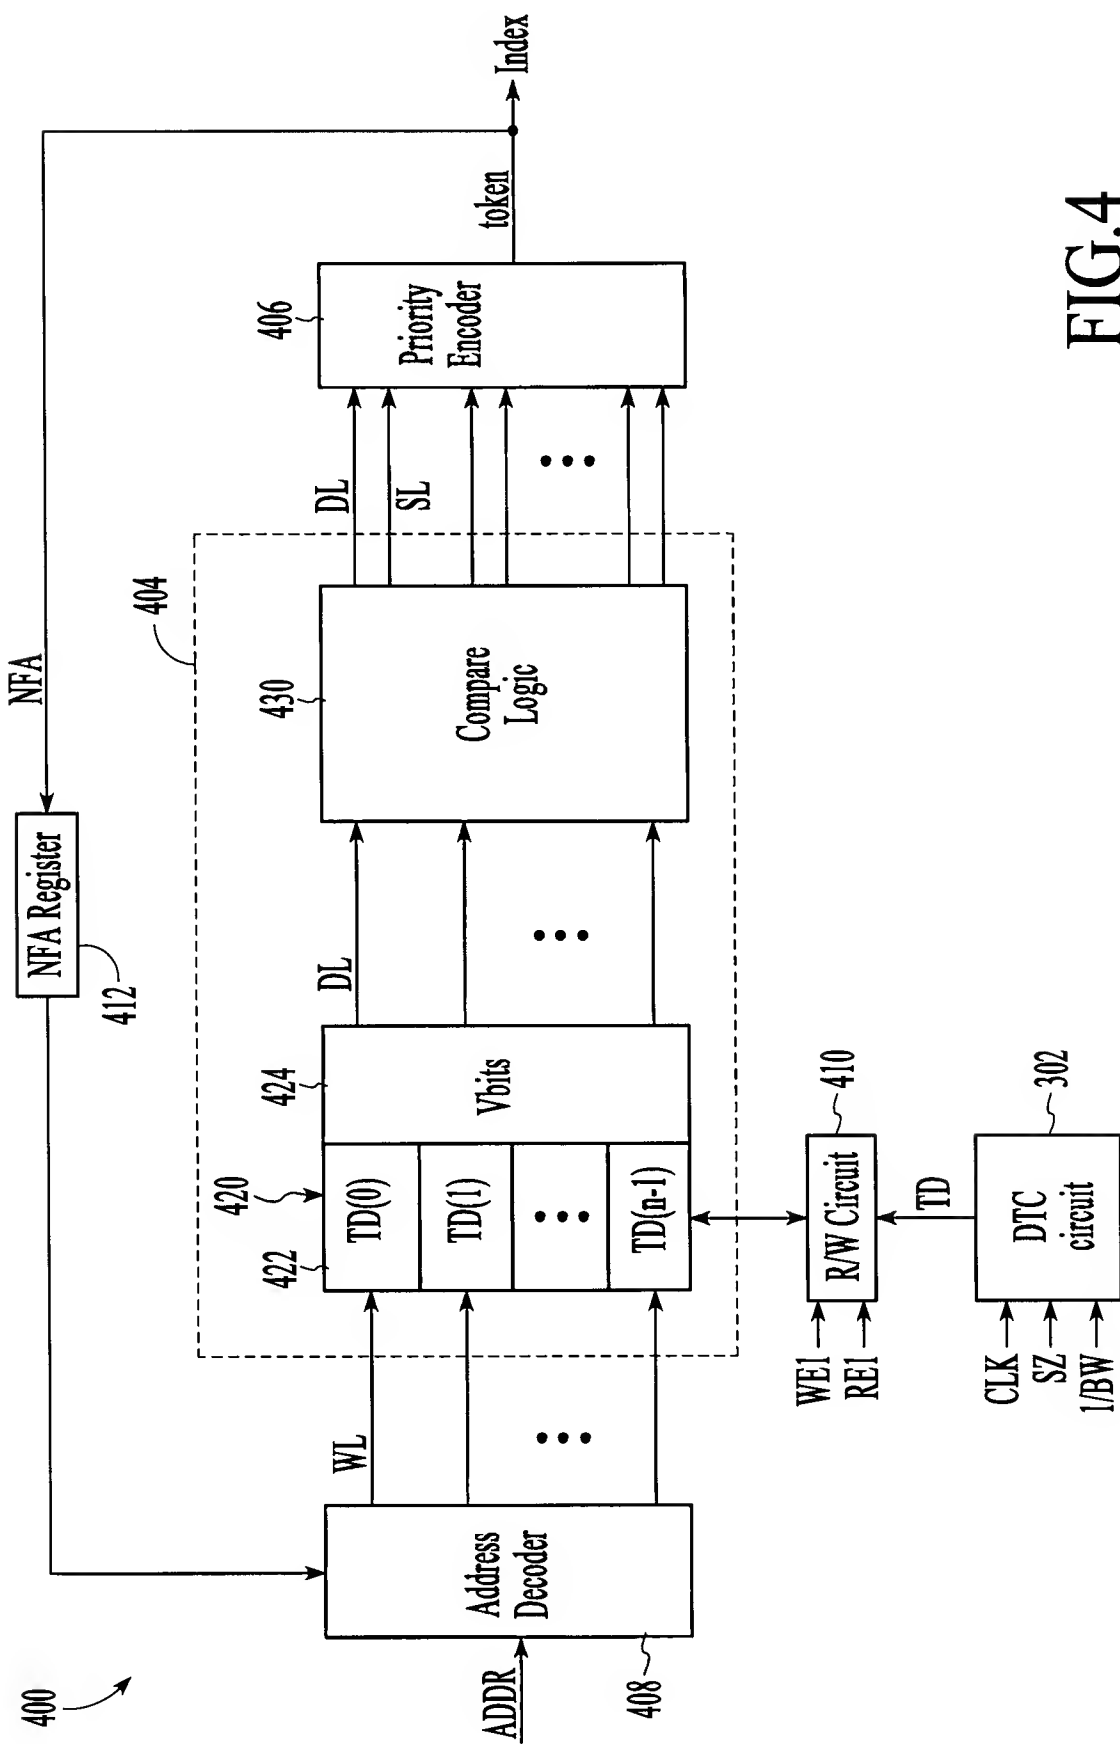 400
NFA Register
412
NFA
404
Address
Decoder
408
ADDR
WL
420
422
TD(0)
TD(1)
TD(n-1)
424
Vbits
DL
430
Compare
Logic
DL
SL
406
Priority
Encoder
token
Index
WE1
RE1
R/W Circuit
410
TD
CLK
SZ
1/BW
DTC
circuit
302
FIG.4